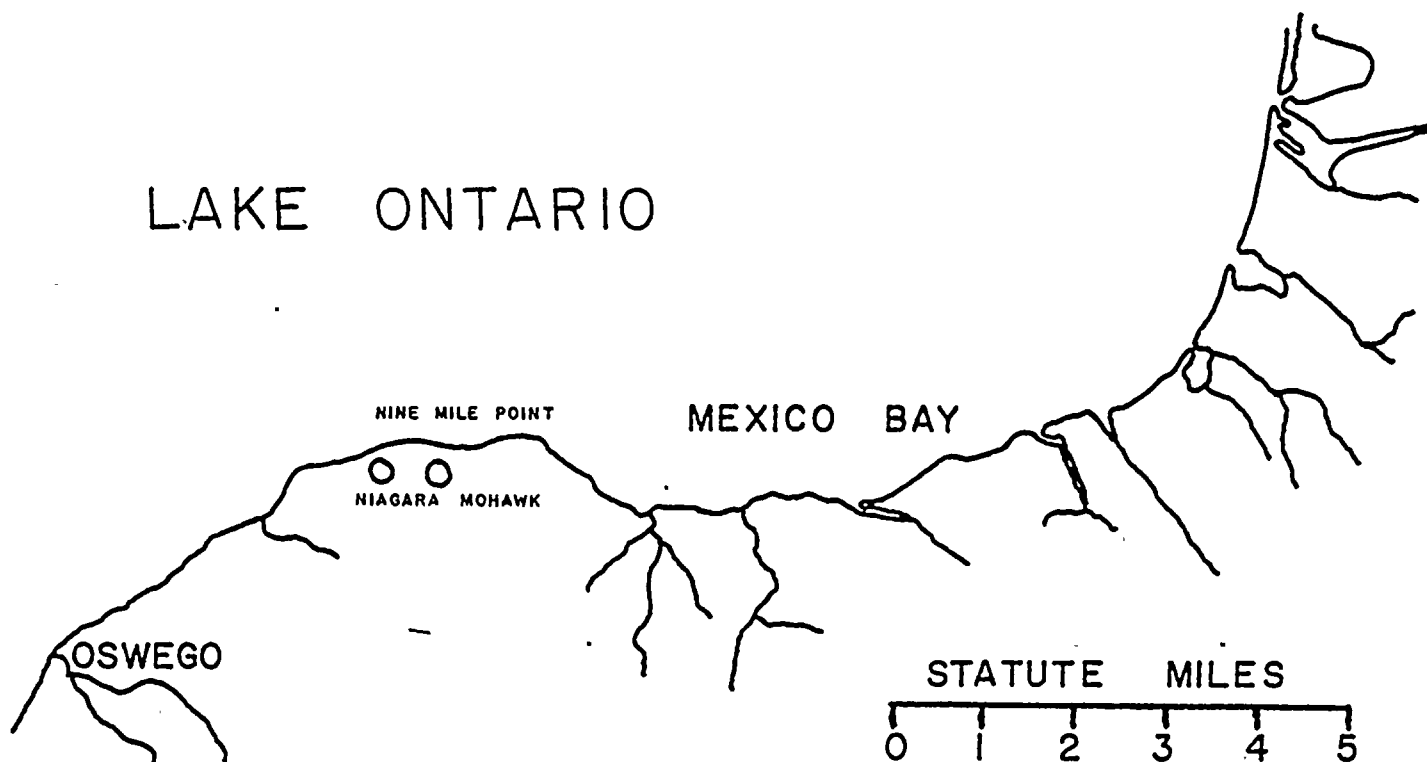 LAKE ONTARIO
NINE MILE POINT
MEXICO BAY
NIAGARA MOHAWK
OSWEGO
STATUTE MILES
0 1 2 3 4 5